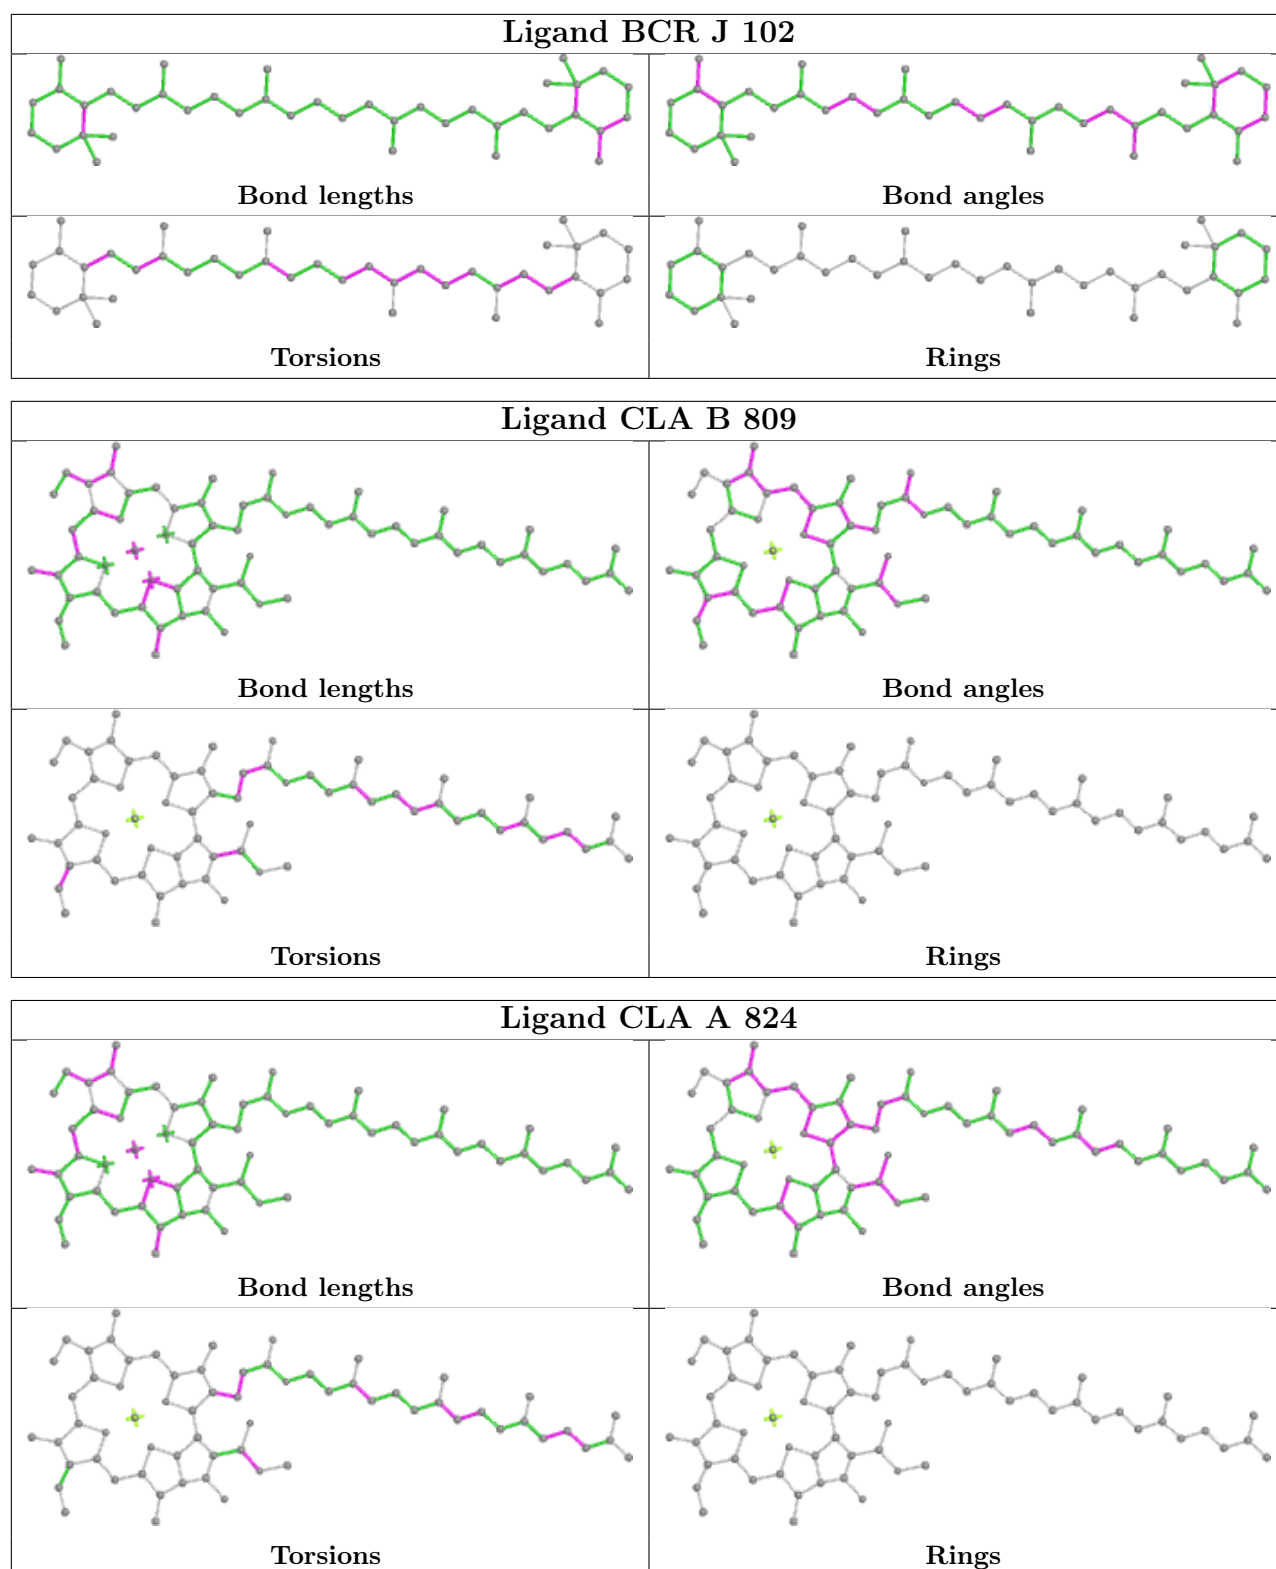 Ligand BCR J 102
Bond lengths
Bond angles
Torsions
Rings
Ligand CLA B 809
Bond lengths
Bond angles
Torsions
Rings
Ligand CLA A 824
Bond lengths
Bond angles
Torsions
Rings